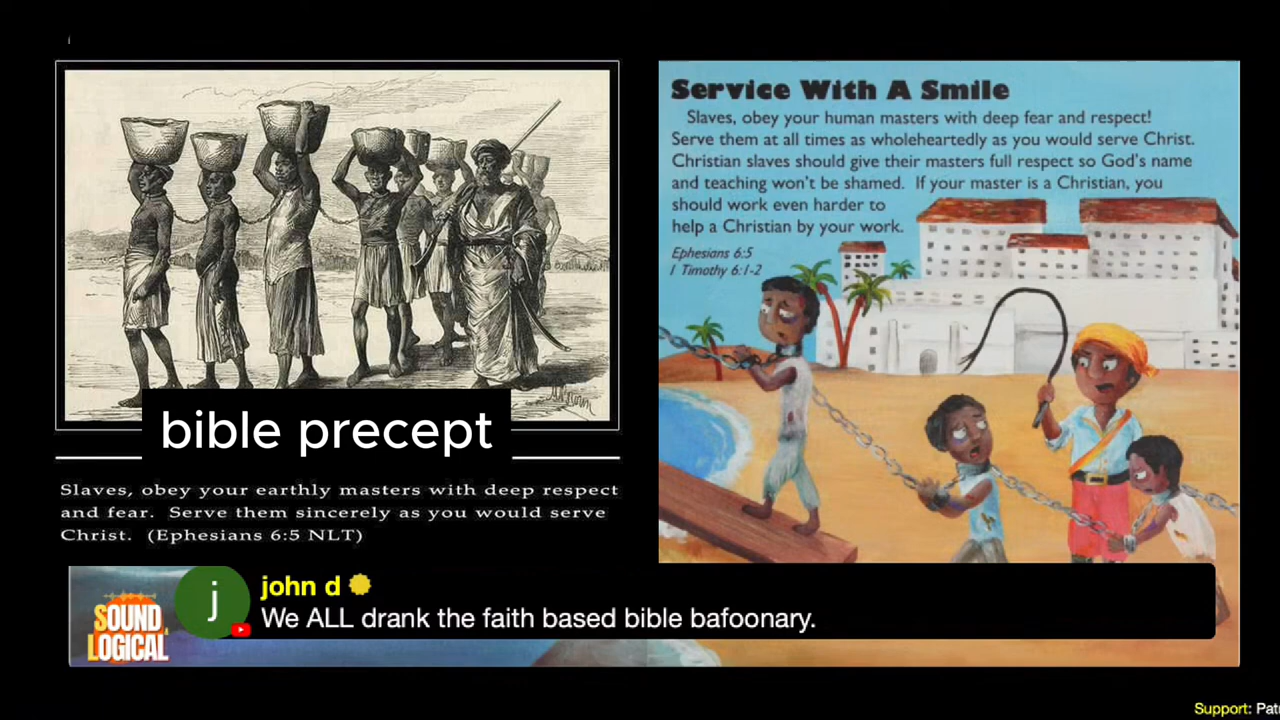 bible precept
Slaves, obey your earthly masters with deep respect
and fear. Serve them sincerely as you would serve
Christ. (Ephesians 6:5 NLT)
Service With A Smile
Slaves, obey your human masters with deep fear and respect!
Serve them at all times as wholeheartedly as you would serve Christ.
Christian slaves should give their masters full respect so God's name
and teaching won't be shamed. If your master is a Christian, you
should work even harder to
help a Christian by your work.
Ephesians 6:5
1 Timothy 6:1-2
SOUND
LOGICAL
j
john d
We ALL drank the faith based bible bafoonary.
Support: